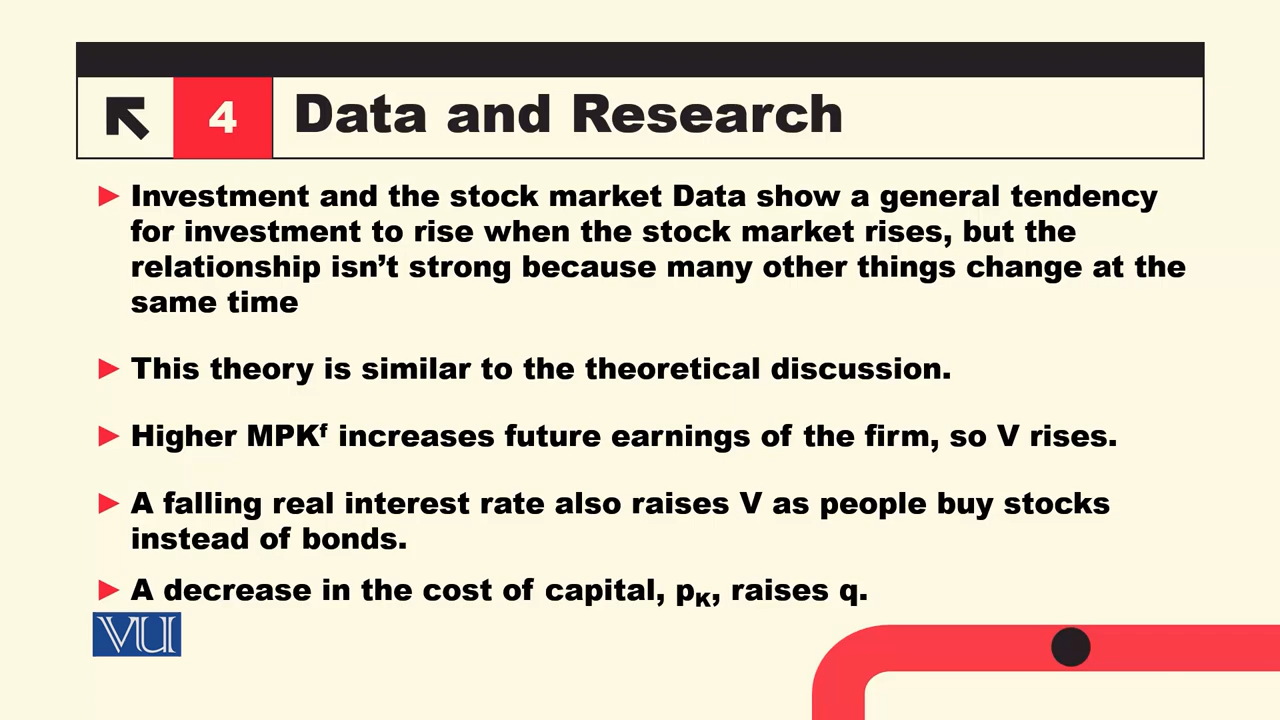 4 Data and Research
Investment and the stock market Data show a general tendency
for investment to rise when the stock market rises, but the
relationship isn’t strong because many other things change at the
same time
This theory is similar to the theoretical discussion.
Higher MPKᶠ increases future earnings of the firm, so V rises.
A falling real interest rate also raises V as people buy stocks
instead of bonds.
A decrease in the cost of capital, pK, raises q.
VU